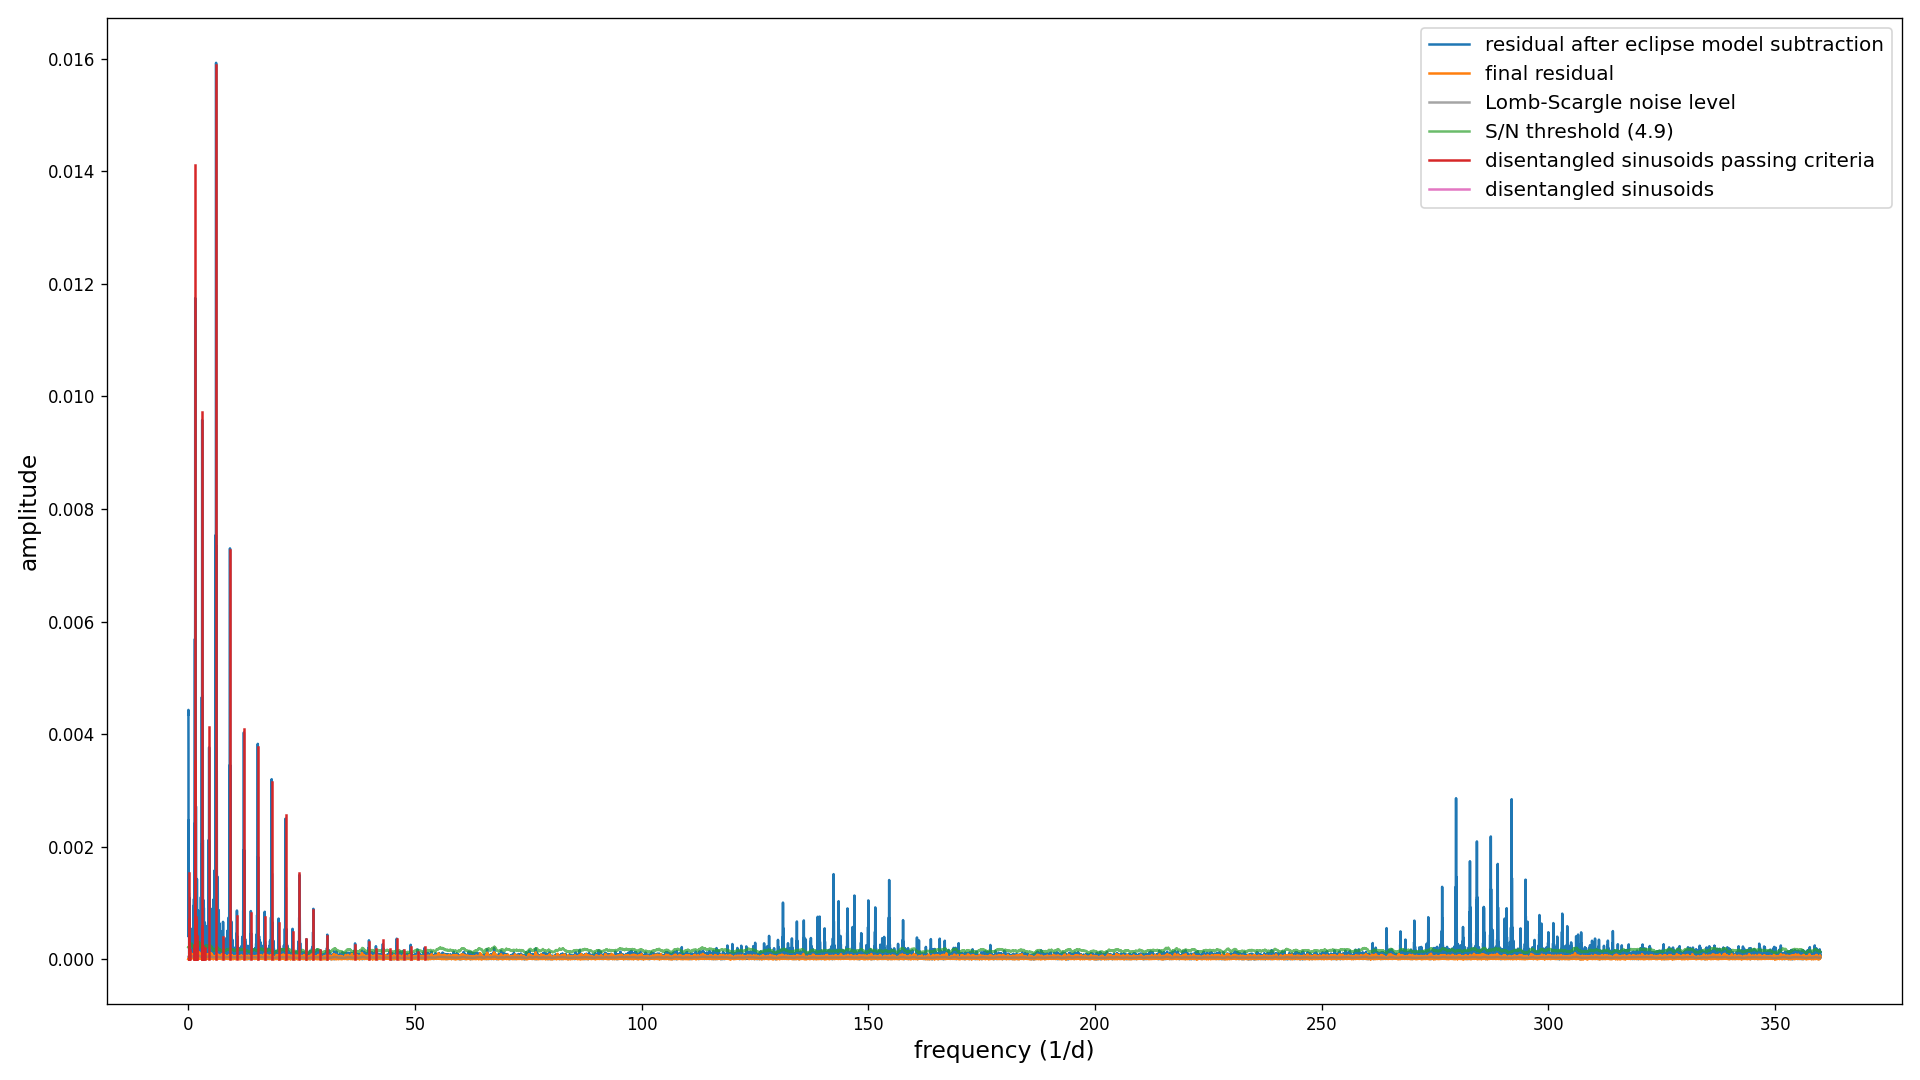 residual after eclipse model subtraction
final residual
Lomb-Scargle noise level
S/N threshold (4.9)
disentangled sinusoids passing criteria
disentangled sinusoids
0.016
0.014
0.012
0.010
0.008
0.006
0.004
0.002
0.000
amplitude
0 50 100 150 200 250 300 350
frequency (1/d)